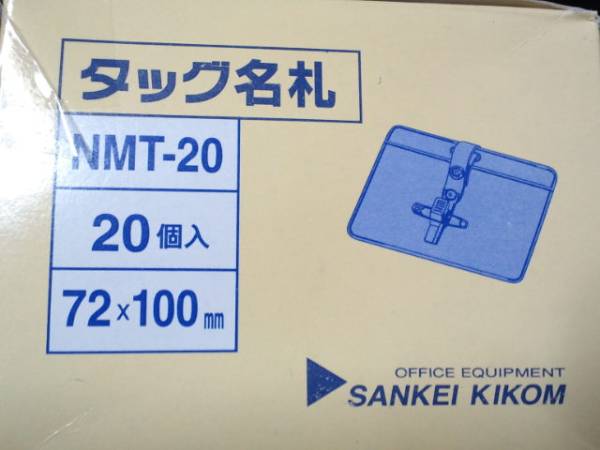 タッグ名札
NMT-20
20個入
72×100㎜
OFFICE EQUIPMENT
SANKEI KIKOM